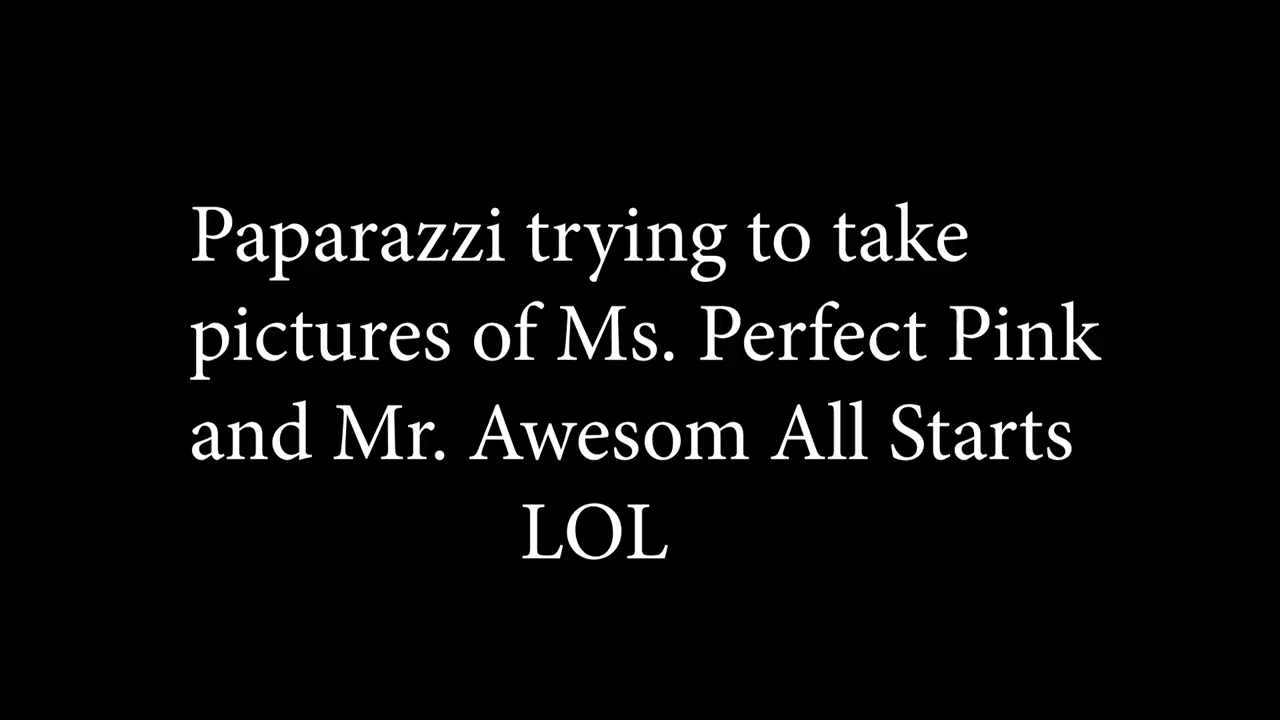 Paparazzi trying to take
pictures of Ms. Perfect Pink
and Mr. Awesom All Starts
LOL